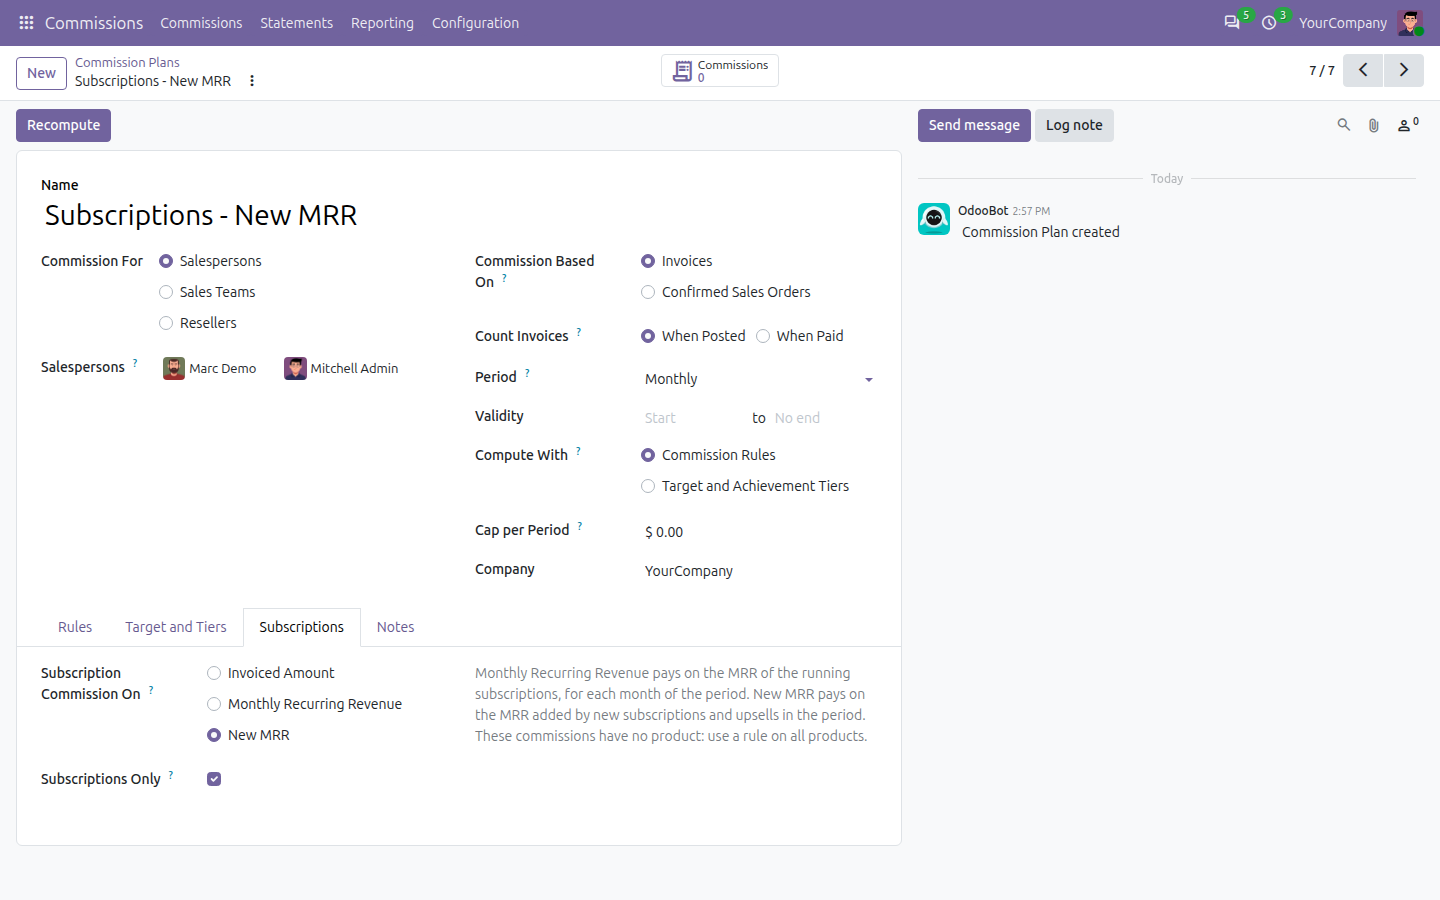 Commissions
Commissions
Statements
Reporting
Configuration
5
3
YourCompany
New
Commission Plans
Subscriptions - New MRR
Commissions
0
7 / 7
Recompute
Send message
Log note
0
Name
Subscriptions - New MRR
Commission For
Salespersons
Sales Teams
Resellers
Salespersons ?
Marc Demo
Mitchell Admin
Commission Based
On ?
Invoices
Confirmed Sales Orders
Count Invoices ?
When Posted
When Paid
Period ?
Monthly
Validity
Start
to
No end
Compute With ?
Commission Rules
Target and Achievement Tiers
Cap per Period ?
$ 0.00
Company
YourCompany
Rules
Target and Tiers
Subscriptions
Notes
Subscription
Commission On ?
Invoiced Amount
Monthly Recurring Revenue
New MRR
Subscriptions Only ?
Monthly Recurring Revenue pays on the MRR of the running
subscriptions, for each month of the period. New MRR pays on
the MRR added by new subscriptions and upsells in the period.
These commissions have no product: use a rule on all products.
Today
OdooBot 2:57 PM
Commission Plan created